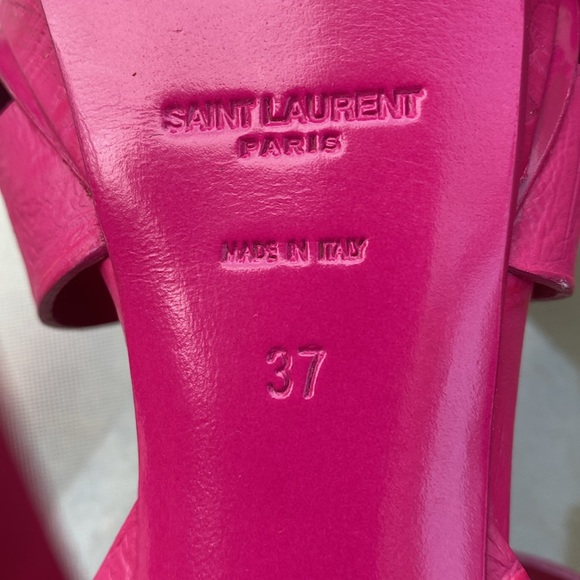 SAINT LAURENT
PARIS
MADE IN ITALY
37